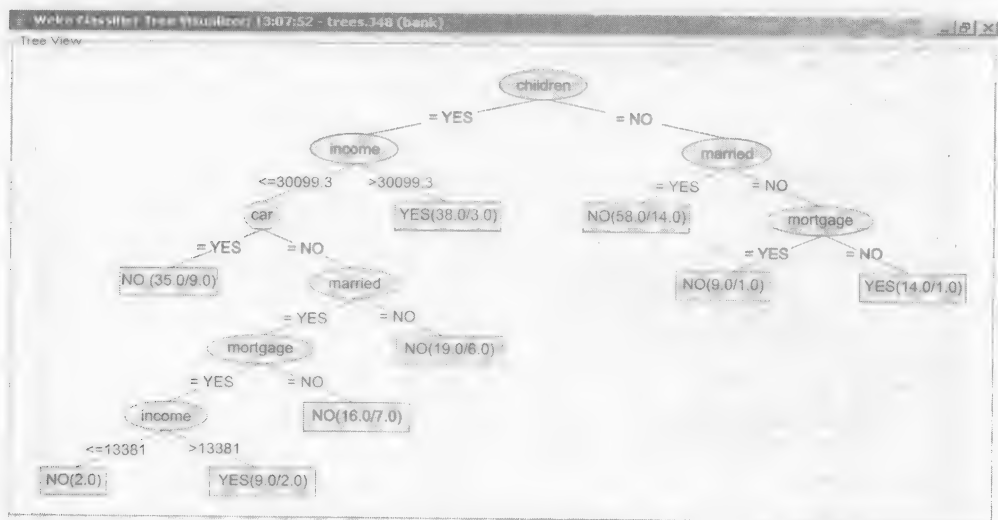 Weka Classifier Tree Visualizer: 13:07:52 - trees.J48 (bank)
Tree View
children
= YES
= NO
income
married
<=30099.3
>30099.3
= YES
= NO
car
YES(38.0/3.0)
NO(58.0/14.0)
mortgage
= YES
= NO
= YES
= NO
NO (35.0/9.0)
married
NO(9.0/1.0)
YES(14.0/1.0)
= YES
= NO
mortgage
NO(19.0/6.0)
= YES
= NO
income
NO(16.0/7.0)
<=13381
>13381
NO(2.0)
YES(9.0/2.0)